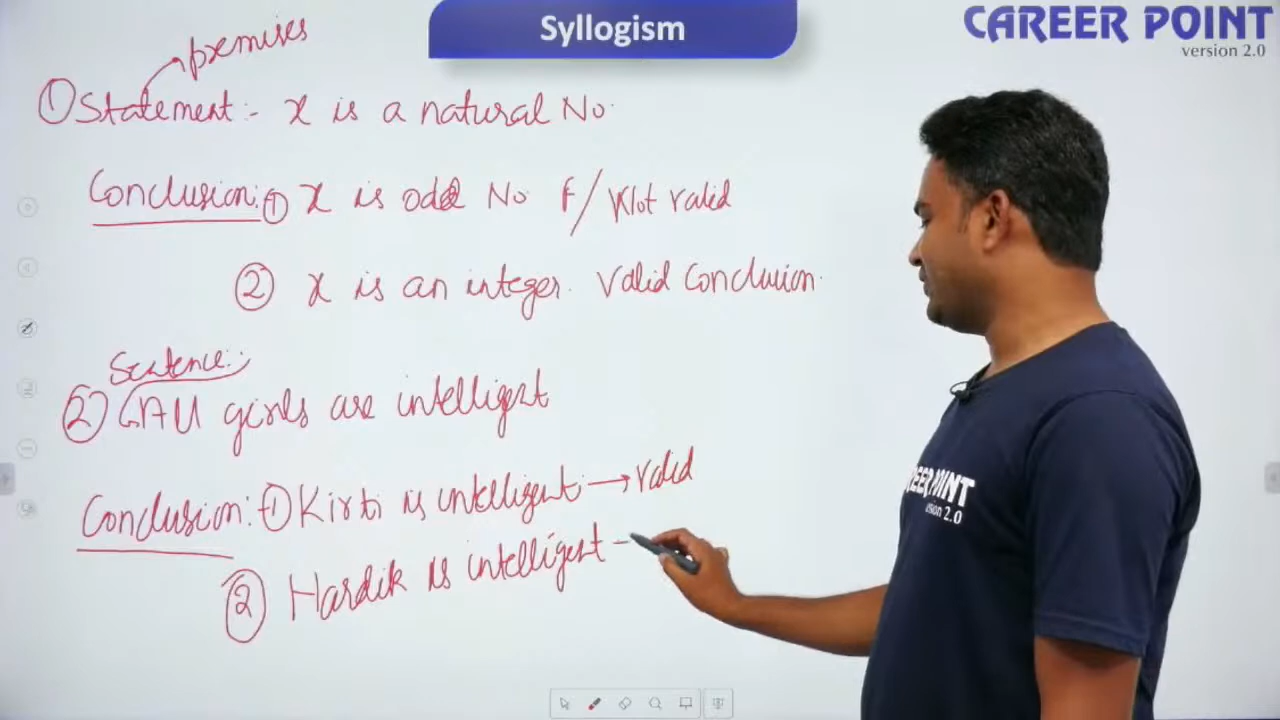 Syllogism
CAREER POINT
version 2.0
premises
① Statement:- x is a natural No.
Conclusion: ① x is odd No F/Not valid
② x is an integer. Valid Conclusion.
Sentence:
② GAU girls are intelligent
Conclusion:- ① Kirti is intelligent → valid
② Hardik is intelligent -
CAREER POINT
version 2.0